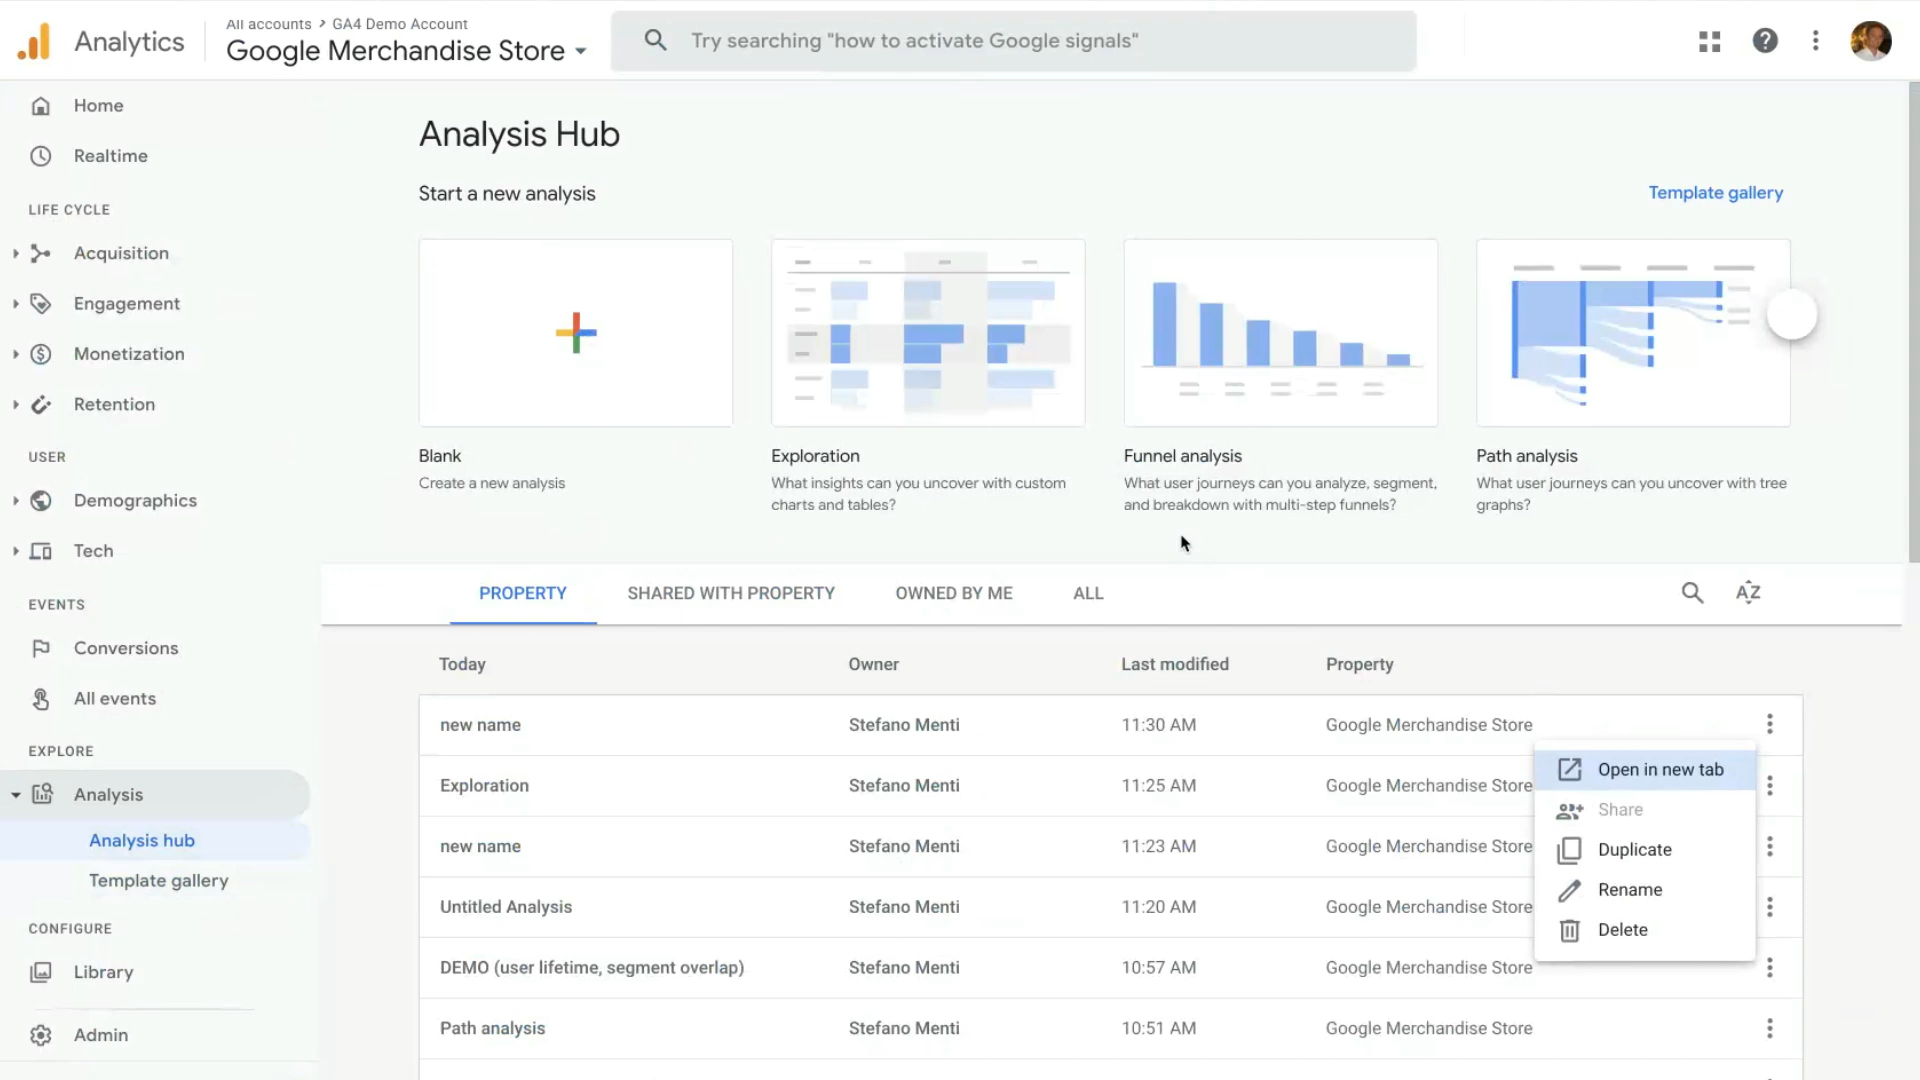 Analytics
All accounts > GA4 Demo Account
Google Merchandise Store
Try searching "how to activate Google signals"
Home
Realtime
LIFE CYCLE
Acquisition
Engagement
Monetization
Retention
USER
Demographics
Tech
EVENTS
Conversions
All events
EXPLORE
Analysis
Analysis hub
Template gallery
CONFIGURE
Library
Admin
Analysis Hub
Start a new analysis
Template gallery
Blank
Create a new analysis
Exploration
What insights can you uncover with custom
charts and tables?
Funnel analysis
What user journeys can you analyze, segment,
and breakdown with multi-step funnels?
Path analysis
What user journeys can you uncover with tree
graphs?
PROPERTY SHARED WITH PROPERTY OWNED BY ME ALL AZ
Today Owner Last modified Property
new name Stefano Menti 11:30 AM Google Merchandise Store
Exploration Stefano Menti 11:25 AM Google Merchandise Store
new name Stefano Menti 11:23 AM Google Merchandise Store
Untitled Analysis Stefano Menti 11:20 AM Google Merchandise Store
DEMO (user lifetime, segment overlap) Stefano Menti 10:57 AM Google Merchandise Store
Path analysis Stefano Menti 10:51 AM Google Merchandise Store
Open in new tab
Share
Duplicate
Rename
Delete